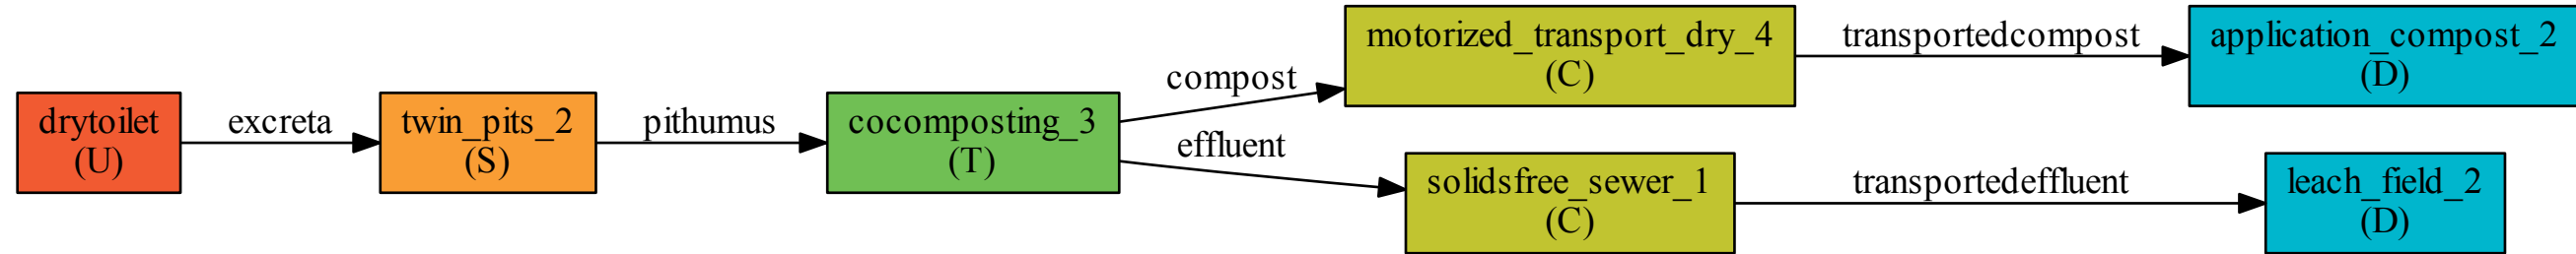 drytoilet
(U)
excreta
twin_pits_2
(S)
pithumus
cocomposting_3
(T)
compost
effluent
motorized_transport_dry_4
(C)
transportedcompost
application_compost_2
(D)
solidsfree_sewer_1
(C)
transportedeffluent
leach_field_2
(D)